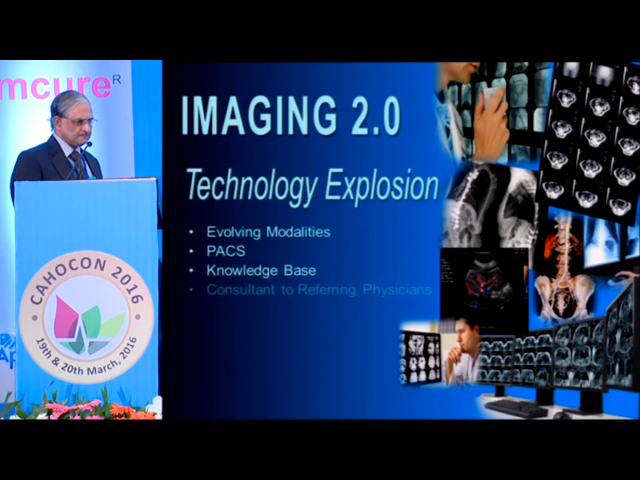 mcureR
CAHOCON 2016
19th & 20th March, 2016
IMAGING 2.0
Technology Explosion
• Evolving Modalities
• PACS
• Knowledge Base
• Consultant to Referring Physicians